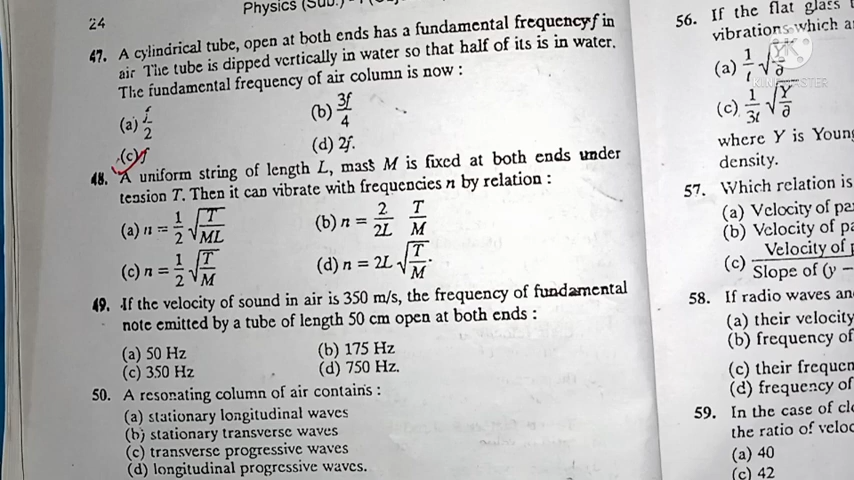 24
Physics (Sub.)
47. A cylindrical tube, open at both ends has a fundamental frequency f in
air The tube is dipped vertically in water so that half of its is in water.
The fundamental frequency of air column is now :
(a) f/2
(b) 3f/4
(c) f
(d) 2f.
48. A uniform string of length L, mass M is fixed at both ends under
tension T. Then it can vibrate with frequencies n by relation :
(a) n = 1/2 √(T/ML)
(b) n = 2/2L T/M
(c) n = 1/2 √(T/M)
(d) n = 2L √(T/M).
49. If the velocity of sound in air is 350 m/s, the frequency of fundamental
note emitted by a tube of length 50 cm open at both ends :
(a) 50 Hz
(b) 175 Hz
(c) 350 Hz
(d) 750 Hz.
50. A resonating column of air contains :
(a) stationary longitudinal waves
(b) stationary transverse waves
(c) transverse progressive waves
(d) longitudinal progressive waves.
56. If the flat glass
vibrations which
(a) 1/t √(Y/∂)
(c) 1/3t √(Y/∂)
where Y is Young
density.
57. Which relation is
(a) Velocity of
(b) Velocity of
(c) Velocity of / Slope of (y −
58. If radio waves
(a) their velocity
(b) frequency of
(c) their
(d) frequency of
59. In the case of
the ratio of
(a) 40
(c) 42
YK
KINEMASTER